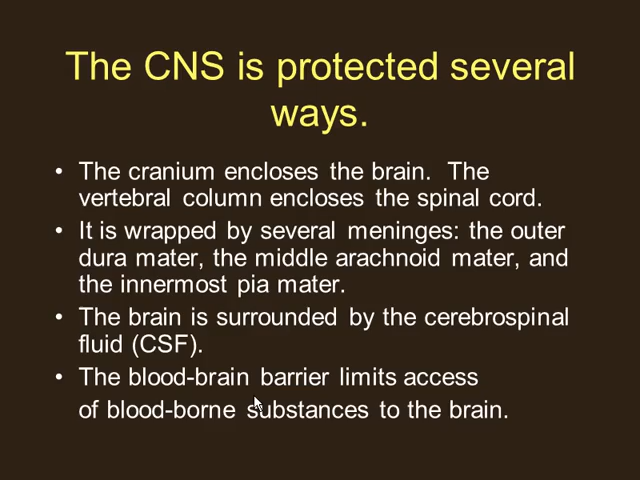 The CNS is protected several
ways.
• The cranium encloses the brain.  The
vertebral column encloses the spinal cord.
• It is wrapped by several meninges: the outer
dura mater, the middle arachnoid mater, and
the innermost pia mater.
• The brain is surrounded by the cerebrospinal
fluid (CSF).
• The blood-brain barrier limits access
of blood-borne substances to the brain.